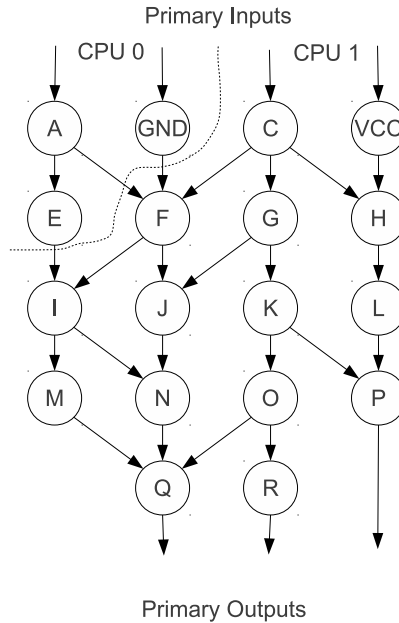 Primary Inputs
CPU 0
CPU 1
A
GND
C
VCC
E
F
G
H
I
J
K
L
M
N
O
P
Q
R
Primary Outputs